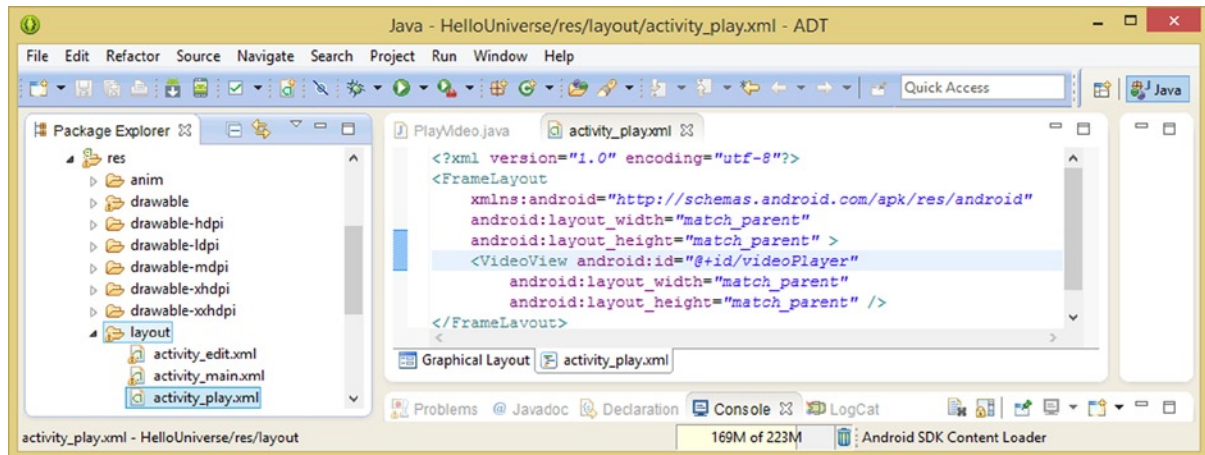 Java - HelloUniverse/res/layout/activity_play.xml - ADT
File Edit Refactor Source Navigate Search Project Run Window Help
Quick Access
Java
Package Explorer
res
anim
drawable
drawable-hdpi
drawable-ldpi
drawable-mdpi
drawable-xhdpi
drawable-xxhdpi
layout
activity_edit.xml
activity_main.xml
activity_play.xml
PlayVideo.java activity_play.xml
<?xml version="1.0" encoding="utf-8"?>
<FrameLayout
xmlns:android="http://schemas.android.com/apk/res/android"
android:layout_width="match_parent"
android:layout_height="match_parent" >
<VideoView android:id="@+id/videoPlayer"
android:layout_width="match_parent"
android:layout_height="match_parent" />
</FrameLayout>
Graphical Layout activity_play.xml
Problems @ Javadoc Declaration Console LogCat
activity_play.xml - HelloUniverse/res/layout
169M of 223M
Android SDK Content Loader